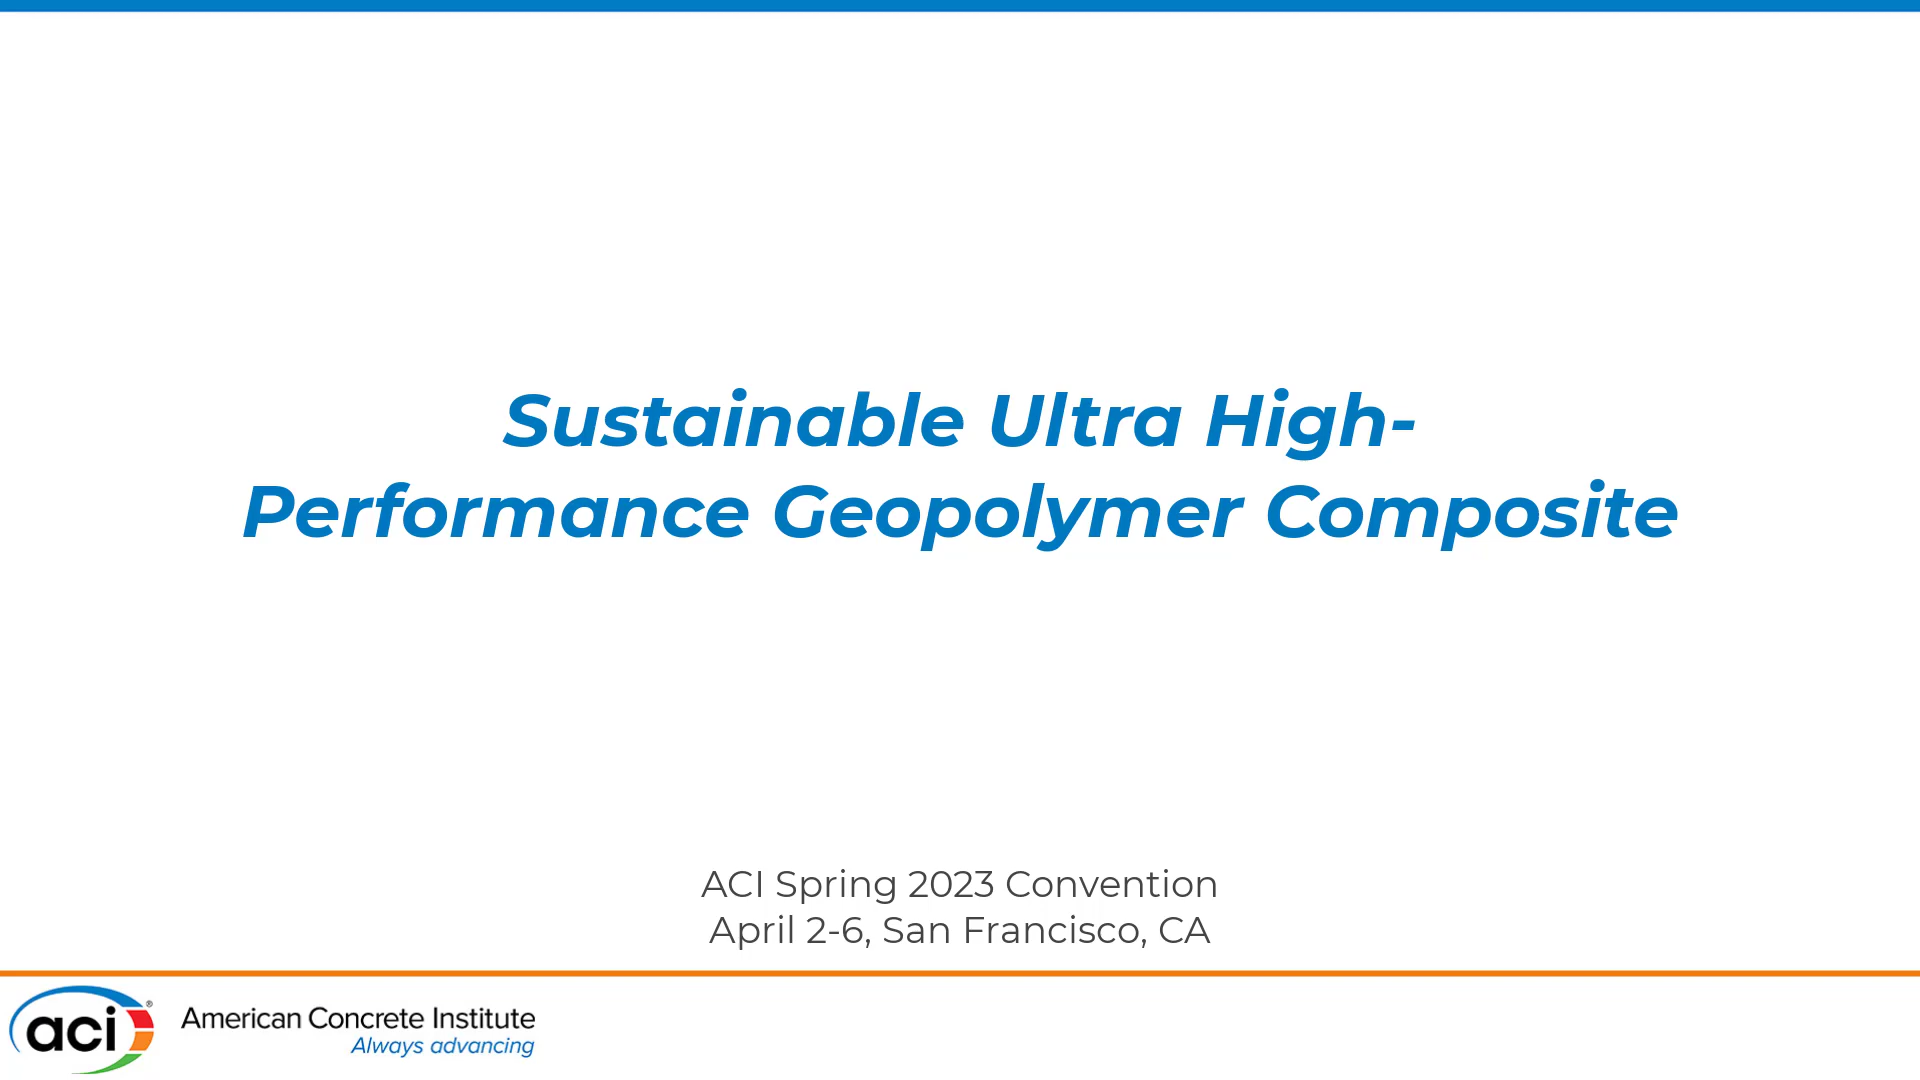 Sustainable Ultra High-
Performance Geopolymer Composite
ACI Spring 2023 Convention
April 2-6, San Francisco, CA
aci®
American Concrete Institute
Always advancing